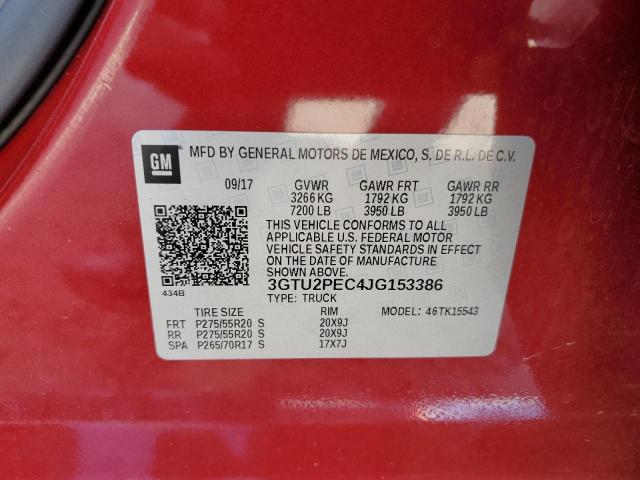 GM MFD BY GENERAL MOTORS DE MEXICO, S. DE R.L. DE C.V.
09/17 GVWR GAWR FRT GAWR RR
3266 KG 1792 KG 1792 KG
7200 LB 3950 LB 3950 LB
THIS VEHICLE CONFORMS TO ALL
APPLICABLE U.S. FEDERAL MOTOR
VEHICLE SAFETY STANDARDS IN EFFECT
ON THE DATE OF MANUFACTURE
SHOWN ABOVE.
434B 3GTU2PEC4JG153386
TYPE: TRUCK
TIRE SIZE RIM MODEL: 46TK15543
FRT P275/55R20 S 20X9J
RR P275/55R20 S 20X9J
SPA P265/70R17 S 17X7J